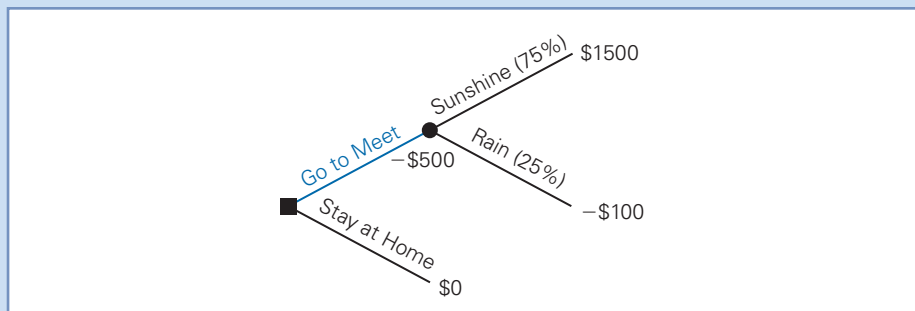 Sunshine (75%)
$1500
Go to Meet
−$500
Rain (25%)
−$100
Stay at Home
$0